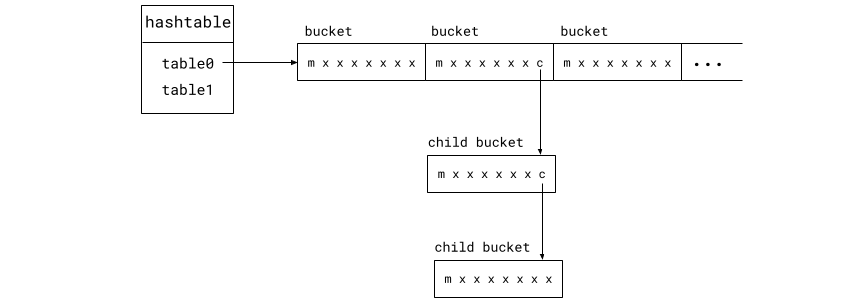 hashtable
table0
table1
bucket
bucket
bucket
m x x x x x x x
m x x x x x x c
m x x x x x x x
...
child bucket
m x x x x x x c
child bucket
m x x x x x x x